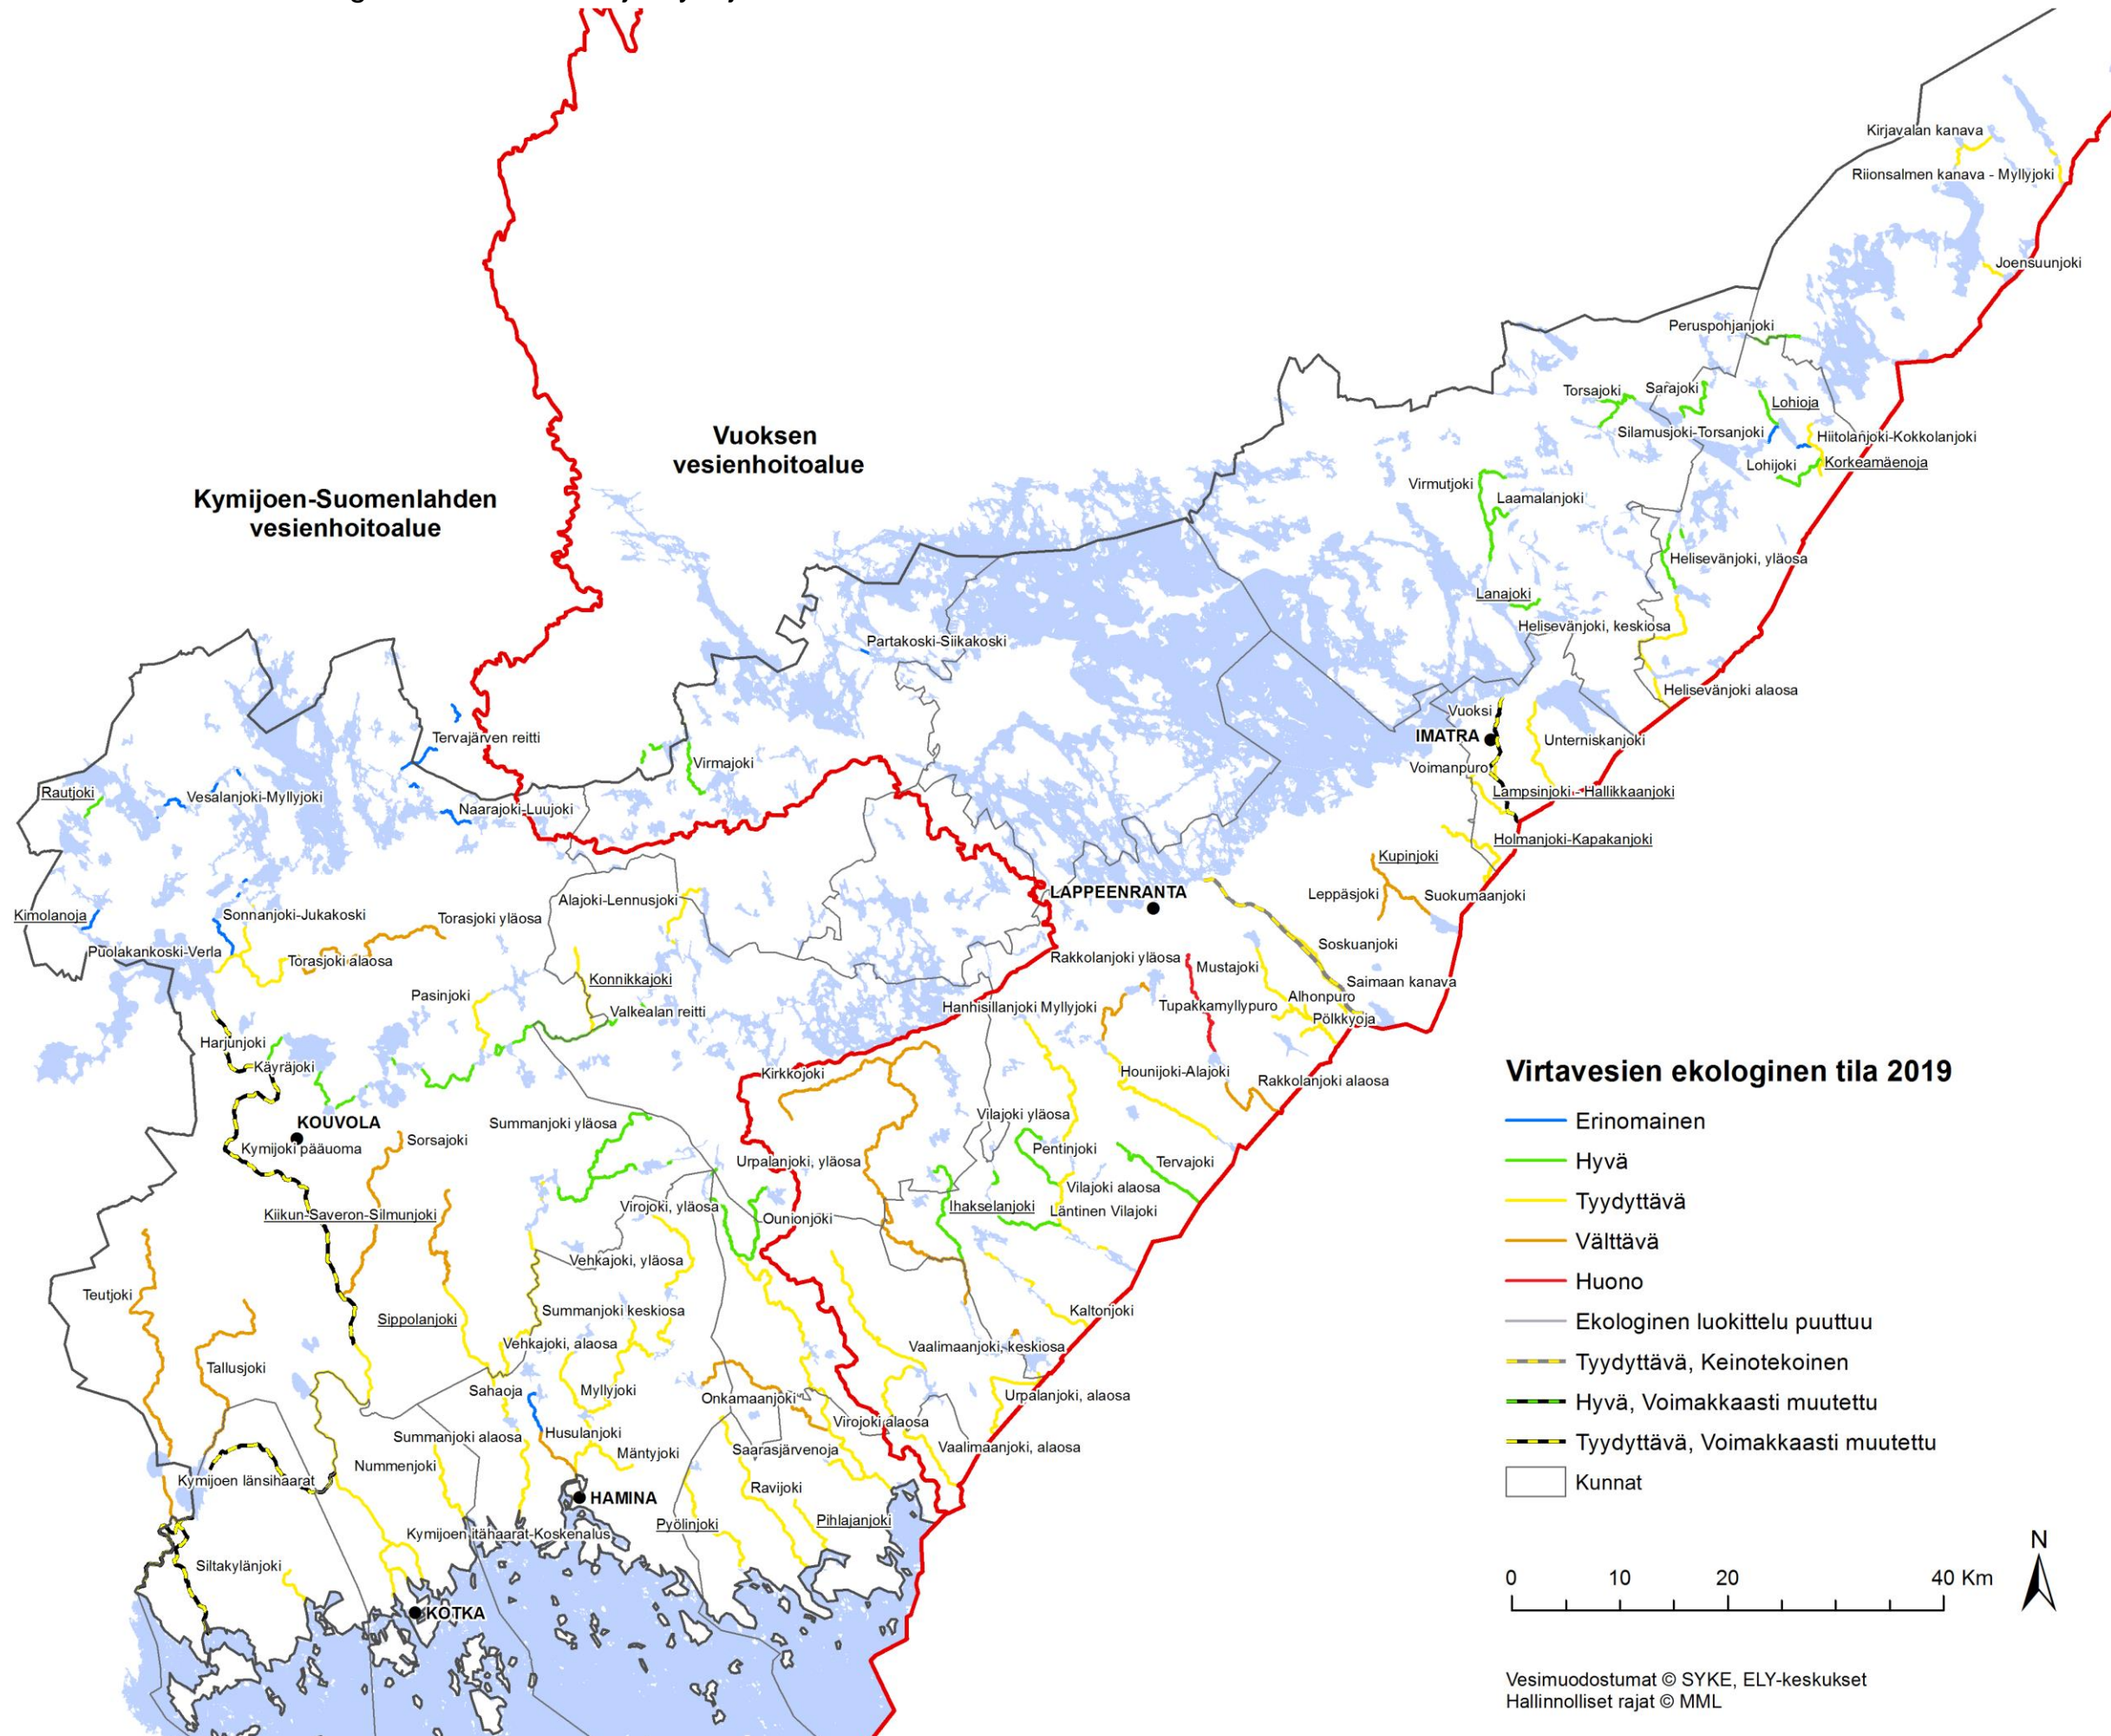 Kirjavalan kanava
Riionsalmen kanava - Myllyjoki
Joensuunjoki
Peruspohjanjoki
Torsajoki
Sarajoki
Lohioja
Silamusjoki-Torsanjoki
Hiitolanjoki-Kokkolanjoki
Lohijoki
Korkeamäenoja
Vuoksen
vesienhoitoalue
Kymijoen-Suomenlahden
vesienhoitoalue
Virmutjoki
Laamalanjoki
Helisevänjoki, yläosa
Lanajoki
Helisevänjoki, keskiosa
Partakoski-Siikakoski
Helisevänjoki alaosa
Vuoksi
IMATRA
Unterniskanjoki
Voimanpuro
Lampsinjoki - Hallikkaanjoki
Holmanjoki-Kapakanjoki
Tervajärven reitti
Virmajoki
Rautjoki
Vesalanjoki-Myllyjoki
Naarajoki-Luujoki
Kupinjoki
Leppäsjoki
Suokumaanjoki
LAPPEENRANTA
Alajoki-Lennusjoki
Kimolanoja
Sonnanjoki-Jukakoski
Torasjoki yläosa
Puolakankoski-Verla
Torasjoki alaosa
Soskuanjoki
Rakkolanjoki yläosa
Mustajoki
Konnikkajoki
Saimaan kanava
Pasinjoki
Alhonpuro
Valkealan reitti
Hanhisillanjoki Myllyjoki
Tupakkamyllypuro
Pölkkyoja
Harjunjoki
Käyräjoki
Kirkkojoki
Hounijoki-Alajoki
Rakkolanjoki alaosa
KOUVOLA
Kymijoki pääuoma
Sorsajoki
Summanjoki yläosa
Vilajoki yläosa
Pentinjoki
Tervajoki
Urpalanjoki, yläosa
Vilajoki alaosa
Kiikun-Saveron-Silmunjoki
Virojoki, yläosa
Ounionjoki
Ihakselanjoki
Läntinen Vilajoki
Vehkajoki, yläosa
Teutjoki
Summanjoki keskiosa
Kaltonjoki
Sippolanjoki
Vehkajoki, alaosa
Vaalimaanjoki, keskiosa
Tallusjoki
Sahaoja
Myllyjoki
Onkamaanjoki
Urpalanjoki, alaosa
Virojoki alaosa
Summanjoki alaosa
Husulanjoki
Mäntyjoki
Saarasjärvenoja
Vaalimaanjoki, alaosa
Nummenjoki
Kymijoen länsihaarat
Ravijoki
HAMINA
Pyölinjoki
Pihlajanjoki
Kymijoen itähaarat-Koskenalus
Siltakylänjoki
KOTKA
Virtavesien ekologinen tila 2019
Erinomainen
Hyvä
Tyydyttävä
Välttävä
Huono
Ekologinen luokittelu puuttuu
Tyydyttävä, Keinotekoinen
Hyvä, Voimakkaasti muutettu
Tyydyttävä, Voimakkaasti muutettu
Kunnat
N
0 10 20 40 Km
Vesimuodostumat © SYKE, ELY-keskukset
Hallinnolliset rajat © MML